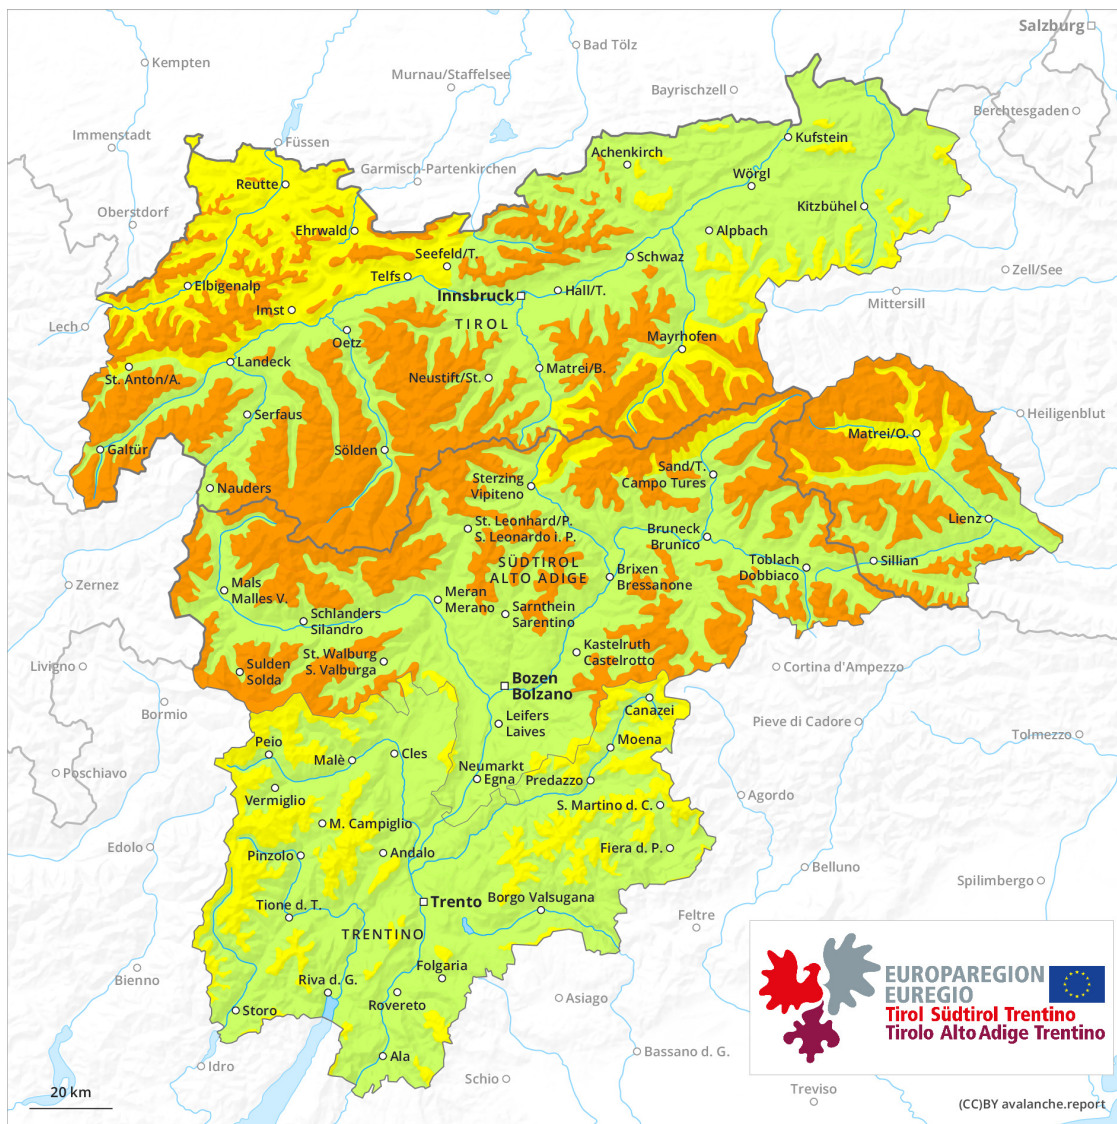 Salzburg
Bad Tölz
Kempten
Murnau/Staffelsee
Bayrischzell
Berchtesgaden
Immenstadt
Füssen
Kufstein
Achenkirch
Garmisch-Partenkirchen
Wörgl
Reutte
Oberstdorf
Kitzbühel
Ehrwald
Alpbach
Seefeld/T.
Schwaz
Zell/See
Telfs
Elbigenalp
Hall/T.
Innsbruck
Mittersill
Imst
TIROL
Lech
Mayrhofen
Oetz
Landeck
Matrei/B.
St. Anton/A.
Neustift/St.
Serfaus
Heiligenblut
Matrei/O.
Galtür
Sölden
Sand/T.
Campo Tures
Sterzing
Vipiteno
Nauders
Lienz
St. Leonhard/P.
S. Leonardo i. P.
Bruneck
Brunico
SÜDTIROL
ALTO ADIGE
Toblach
Dobbiaco
Sillian
Brixen
Bressanone
Zernez
Mals
Malles V.
Meran
Merano
Sarnthein
Sarentino
Schlanders
Silandro
Kastelruth
Castelrotto
St. Walburg
S. Valburga
Livigno
Sulden
Solda
Cortina d'Ampezzo
Bozen
Bolzano
Bormio
Canazei
Leifers
Laives
Pieve di Cadore
Tolmezzo
Peio
Moena
Cles
Malè
Neumarkt
Egna
Poschiavo
Predazzo
Vermiglio
Agordo
S. Martino d. C.
M. Campiglio
Edolo
Fiera d. P.
Pinzolo
Andalo
Belluno
Spilimbergo
Borgo Valsugana
Trento
Tione d. T.
Feltre
TRENTINO
Folgaria
Bienno
Riva d. G.
EUROPAREGION
EUREGIO
Tirol Südtirol Trentino
Tirolo Alto Adige Trentino
Asiago
Rovereto
Storo
Bassano d. G.
Ala
Idro
Schio
Treviso
20 km
(CC)BY avalanche.report